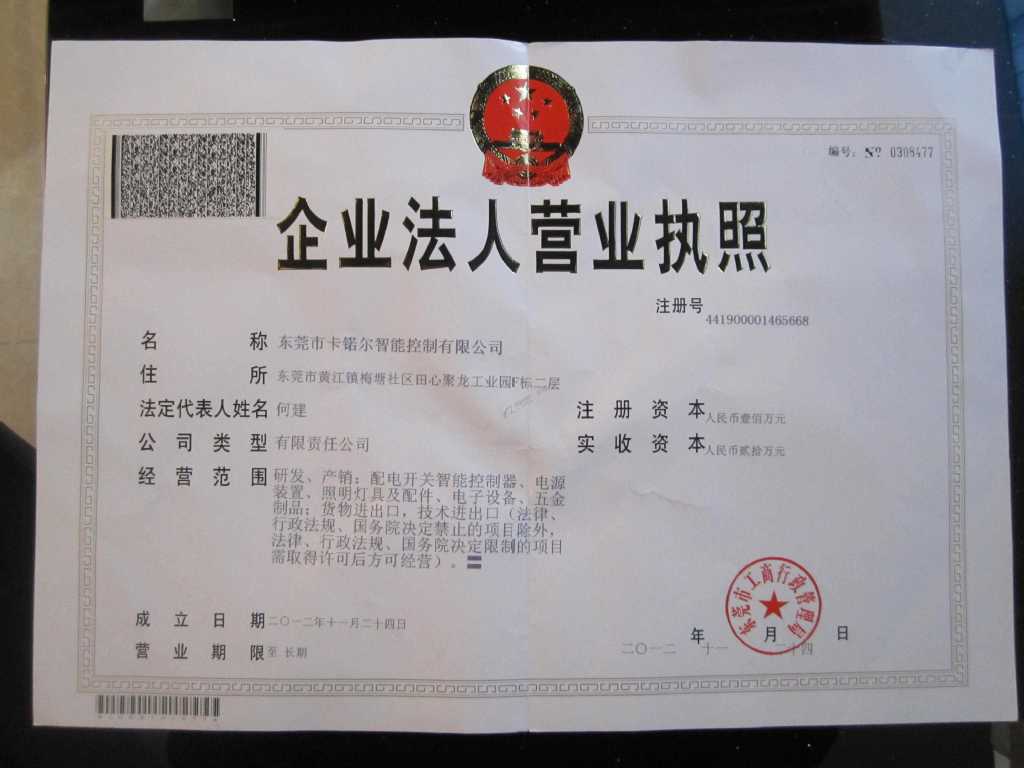 编号：Nº 0308477
企业法人营业执照
注册号 441900001465668
名称 东莞市卡锘尔智能控制有限公司
住所 东莞市黄江镇梅塘社区田心聚龙工业园F栋二层
法定代表人姓名 何建
注册资本 人民币壹佰万元
公司类型 有限责任公司
实收资本 人民币贰拾万元
经营范围 研发、产销：配电开关智能控制器、电源
装置、照明灯具及配件、电子设备、五金
制品；货物进出口，技术进出口（法律、
行政法规、国务院决定禁止的项目除外，
法律、行政法规、国务院决定限制的项目
需取得许可后方可经营）。
东莞市工商行政管理局
成立日期 二〇一二年十一月二十四日
营业期限 至 长期
二〇一二 年 十一 月 二十四 日